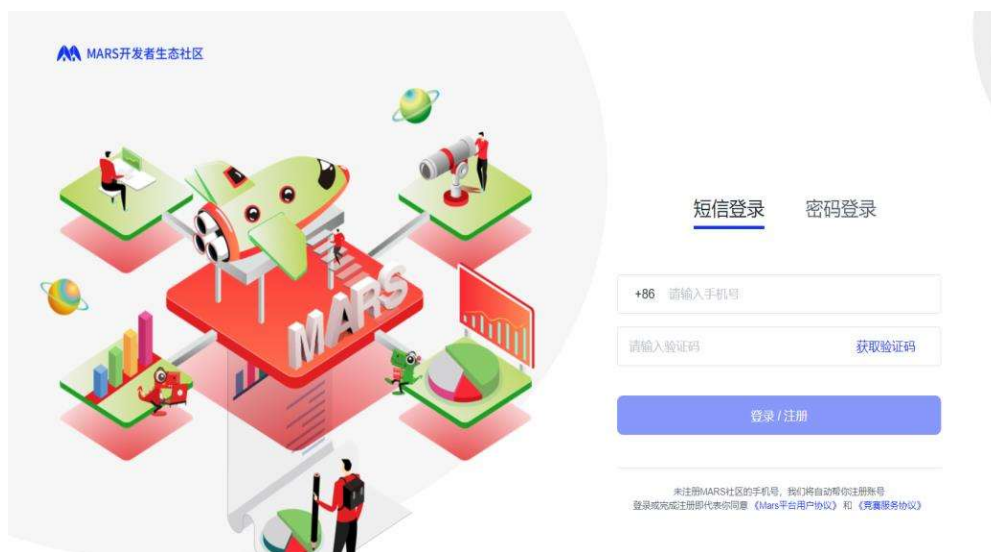 MARS开发者生态社区
短信登录 密码登录
+86 请输入手机号
请输入验证码 获取验证码
登录 / 注册
未注册MARS社区的手机号，我们将自动帮你注册账号
登录或完成注册即代表你同意 《Mars平台用户协议》 和 《竞赛服务协议》
MARS